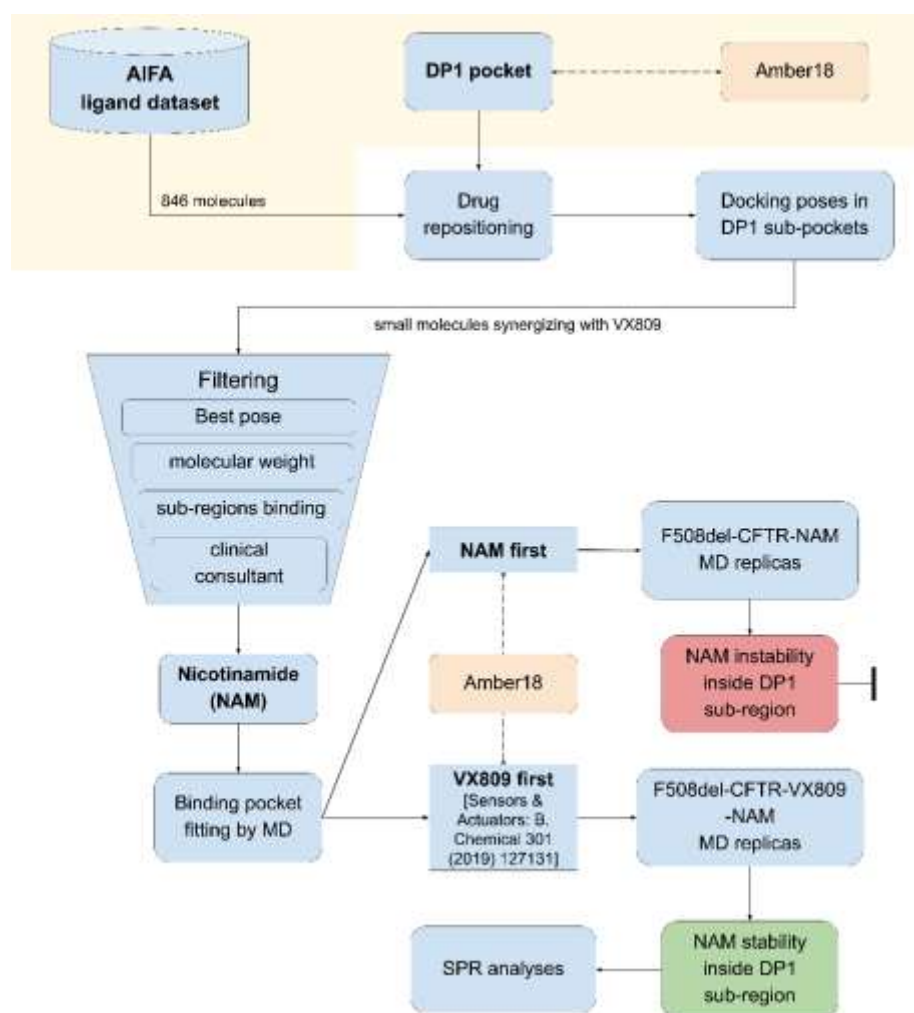 AIFA
ligand dataset
DP1 pocket
Amber18
846 molecules
Drug
repositioning
Docking poses in
DP1 sub-pockets
small molecules synergizing with VX809
Filtering
Best pose
molecular weight
sub-regions binding
clinical
consultant
NAM first
F508del-CFTR-NAM
MD replicas
Nicotinamide
(NAM)
Amber18
NAM instability
inside DP1
sub-region
Binding pocket
fitting by MD
VX809 first
[Sensors &
Actuators: B.
Chemical 301
(2019) 127131]
F508del-CFTR-VX809
-NAM
MD replicas
SPR analyses
NAM stability
inside DP1
sub-region